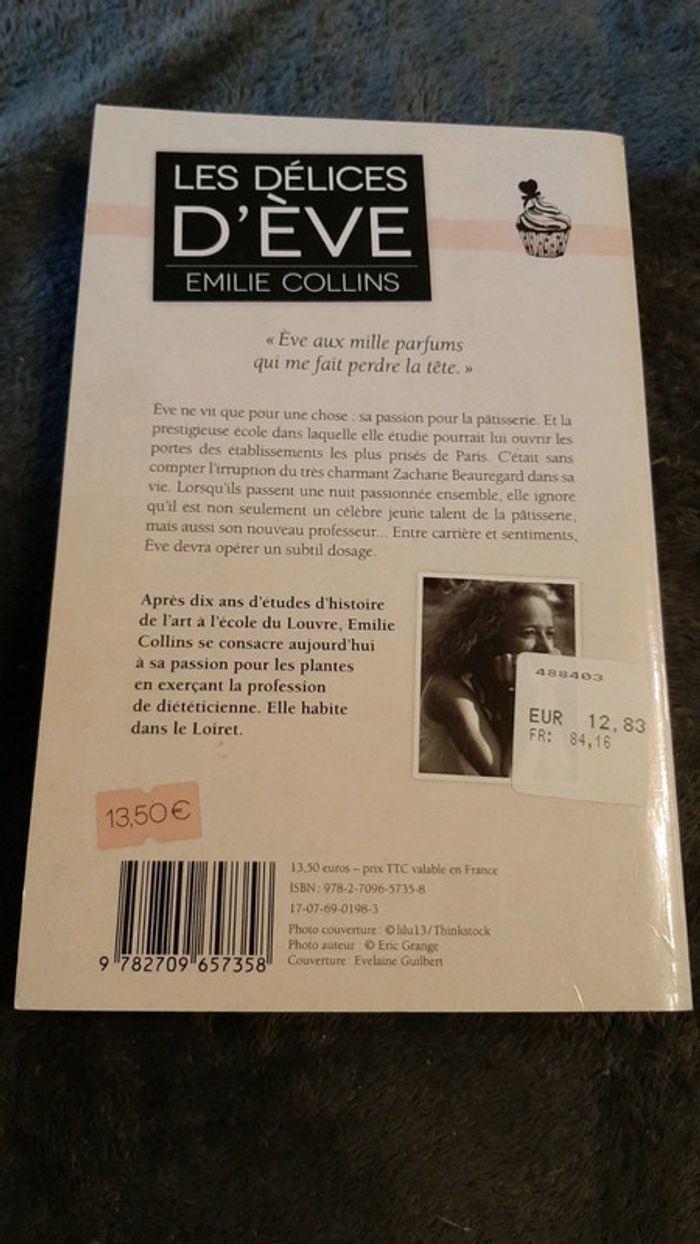 LES DÉLICES
D'ÈVE
EMILIE COLLINS
« Ève aux mille parfums
qui me fait perdre la tête. »
Ève ne vit que pour une chose : sa passion pour la pâtisserie. Et la
prestigieuse école dans laquelle elle étudie pourrait lui ouvrir les
portes des établissements les plus prisés de Paris. C'était sans
compter l'irruption du très charmant Zacharie Beauregard dans sa
vie. Lorsqu'ils passent une nuit passionnée ensemble, elle ignore
qu'il est non seulement un célèbre jeune talent de la pâtisserie,
mais aussi son nouveau professeur... Entre carrière et sentiments,
Ève devra opérer un subtil dosage.
Après dix ans d'études d'histoire
de l'art à l'école du Louvre, Emilie
Collins se consacre aujourd'hui
à sa passion pour les plantes
en exerçant la profession
de diététicienne. Elle habite
dans le Loiret.
488403
EUR 12,83
FR: 84,16
13,50 €
13,50 euros – prix TTC valable en France
ISBN : 978-2-7096-5735-8
17-07-69-0198-3
Photo couverture : © lilu13/Thinkstock
Photo auteur : © Eric Grange
Couverture : Evelaine Guilbert
9 782709 657358